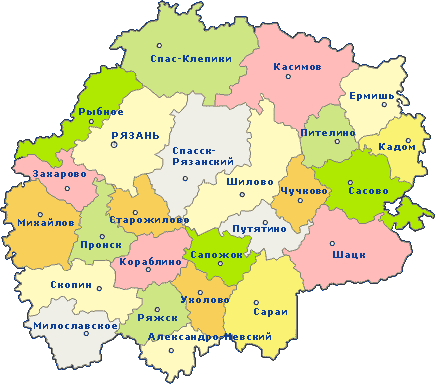 Спас-Клепики
Касимов
Ермишь
Рыбное
РЯЗАНЬ
Пителино
Кадом
Спасск-
Рязанский
Захарово
Шилово
Чучково
Сасово
Михайлов
Старожилово
Путятино
Пронск
Сапожок
Шацк
Кораблино
Скопин
Ухолово
Сараи
Ряжск
Милославское
Александро-Невский